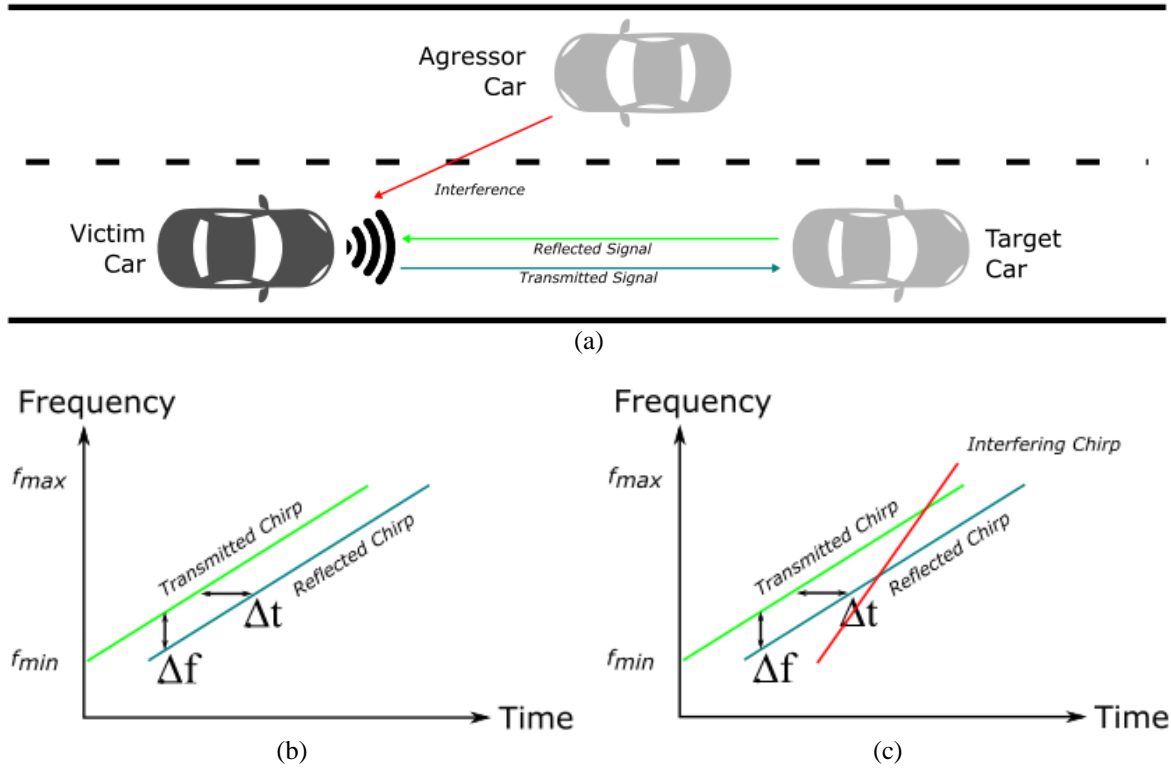 Agressor
Car
Interference
Victim
Car
Reflected Signal
Transmitted Signal
Target
Car
(a)
Frequency
fmax
Transmitted Chirp
Reflected Chirp
Δt
fmin
Δf
Time
(b)
Frequency
Interfering Chirp
fmax
Transmitted Chirp
Reflected Chirp
Δt
fmin
Δf
Time
(c)